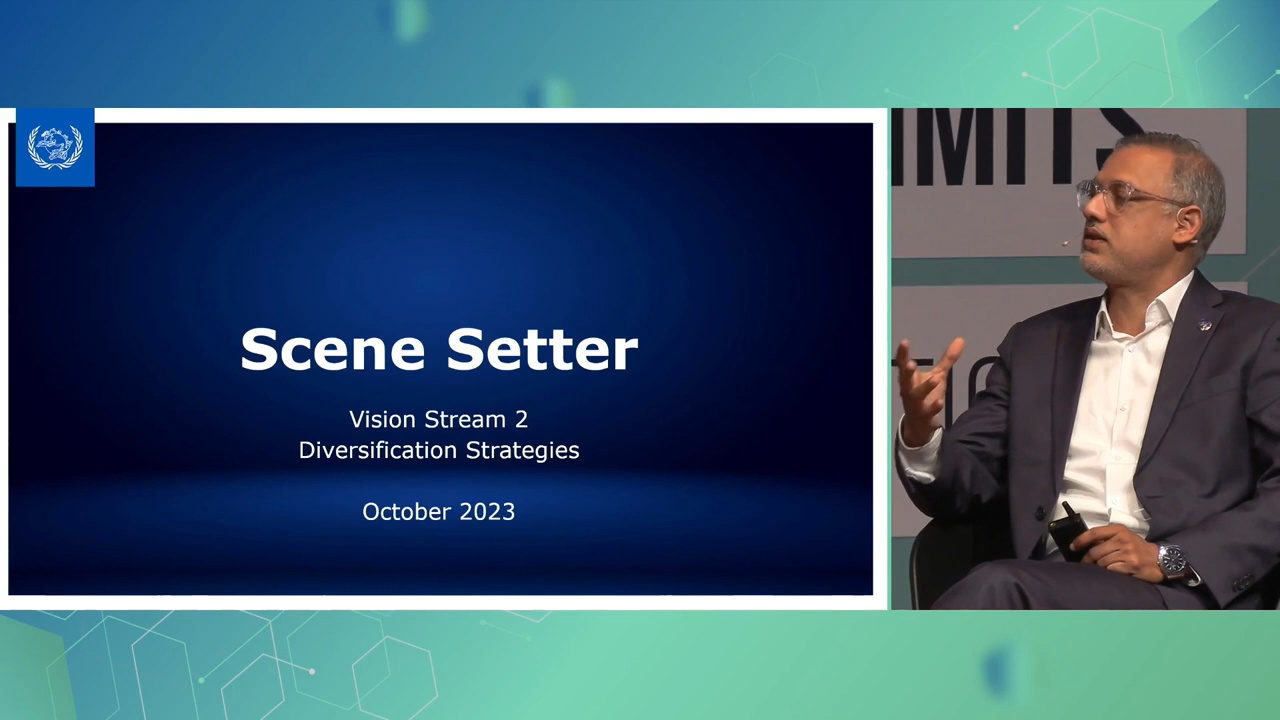 Scene Setter
Vision Stream 2
Diversification Strategies
October 2023